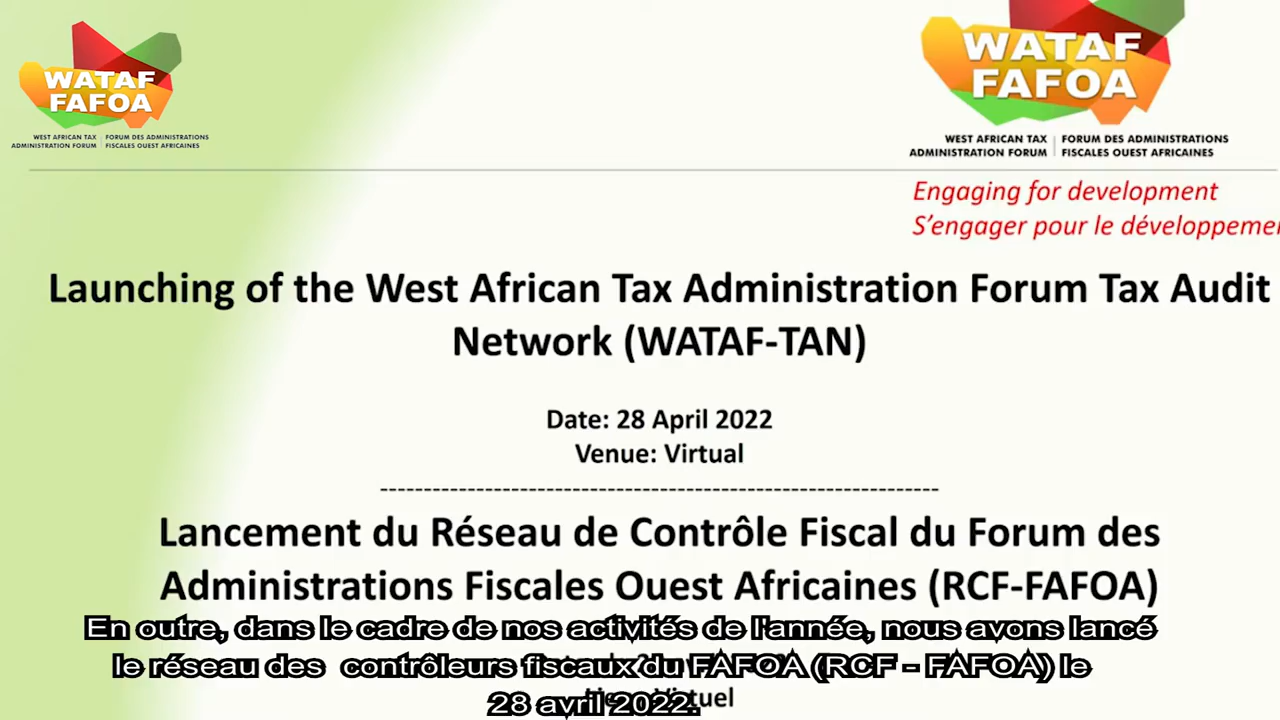 WATAF
FAFOA
WEST AFRICAN TAX
ADMINISTRATION FORUM
FORUM DES ADMINISTRATIONS
FISCALES OUEST AFRICAINES
WATAF
FAFOA
WEST AFRICAN TAX
ADMINISTRATION FORUM
FORUM DES ADMINISTRATIONS
FISCALES OUEST AFRICAINES
Engaging for development
S'engager pour le développemen
Launching of the West African Tax Administration Forum Tax Audit
Network (WATAF-TAN)
Date: 28 April 2022
Venue: Virtual
----------------------------------------------------------------
Lancement du Réseau de Contrôle Fiscal du Forum des
Administrations Fiscales Ouest Africaines (RCF-FAFOA)
En outre, dans le cadre de nos activités de l'année, nous avons lancé
le réseau des contrôleurs fiscaux du FAFOA (RCF - FAFOA) le
28 avril 2022.